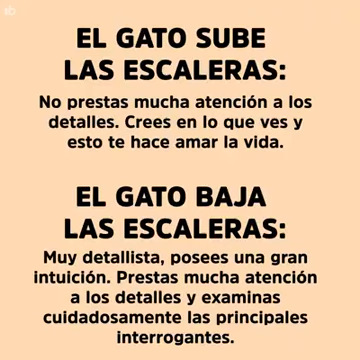 EL GATO SUBE
LAS ESCALERAS:
No prestas mucha atención a los
detalles. Crees en lo que ves y
esto te hace amar la vida.
EL GATO BAJA
LAS ESCALERAS:
Muy detallista, posees una gran
intuición. Prestas mucha atención
a los detalles y examinas
cuidadosamente las principales
interrogantes.